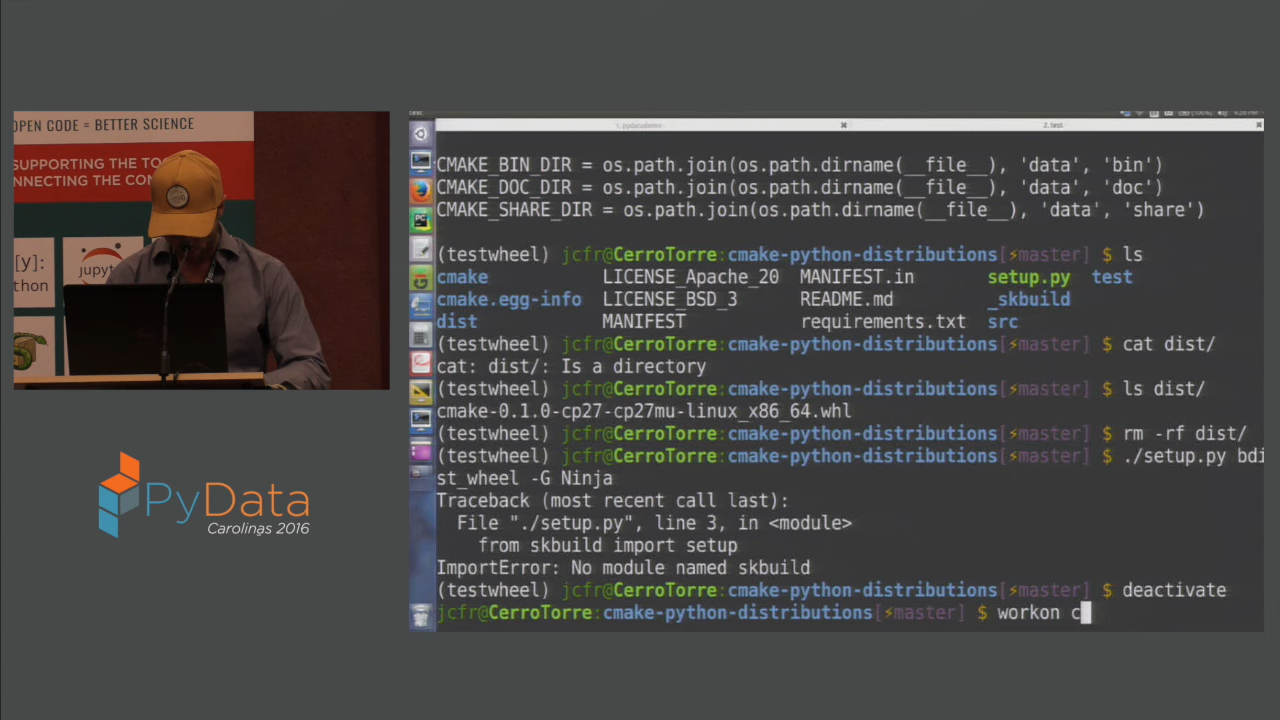 OPEN CODE = BETTER SCIENCE
SUPPORTING THE TOO
NNECTING THE CON
[y]:
thon
jupyt
PyData
Carolinas 2016
test
1. pydatademo
2. test
CMAKE_BIN_DIR = os.path.join(os.path.dirname(__file__), 'data', 'bin')
CMAKE_DOC_DIR = os.path.join(os.path.dirname(__file__), 'data', 'doc')
CMAKE_SHARE_DIR = os.path.join(os.path.dirname(__file__), 'data', 'share')
(testwheel) jcfr@CerroTorre:cmake-python-distributions[⚡master] $ ls
cmake LICENSE_Apache_20 MANIFEST.in setup.py test
cmake.egg-info LICENSE_BSD_3 README.md _skbuild
dist MANIFEST requirements.txt src
(testwheel) jcfr@CerroTorre:cmake-python-distributions[⚡master] $ cat dist/
cat: dist/: Is a directory
(testwheel) jcfr@CerroTorre:cmake-python-distributions[⚡master] $ ls dist/
cmake-0.1.0-cp27-cp27mu-linux_x86_64.whl
(testwheel) jcfr@CerroTorre:cmake-python-distributions[⚡master] $ rm -rf dist/
(testwheel) jcfr@CerroTorre:cmake-python-distributions[⚡master] $ ./setup.py bdi
st_wheel -G Ninja
Traceback (most recent call last):
File "./setup.py", line 3, in <module>
from skbuild import setup
ImportError: No module named skbuild
(testwheel) jcfr@CerroTorre:cmake-python-distributions[⚡master] $ deactivate
jcfr@CerroTorre:cmake-python-distributions[⚡master] $ workon c